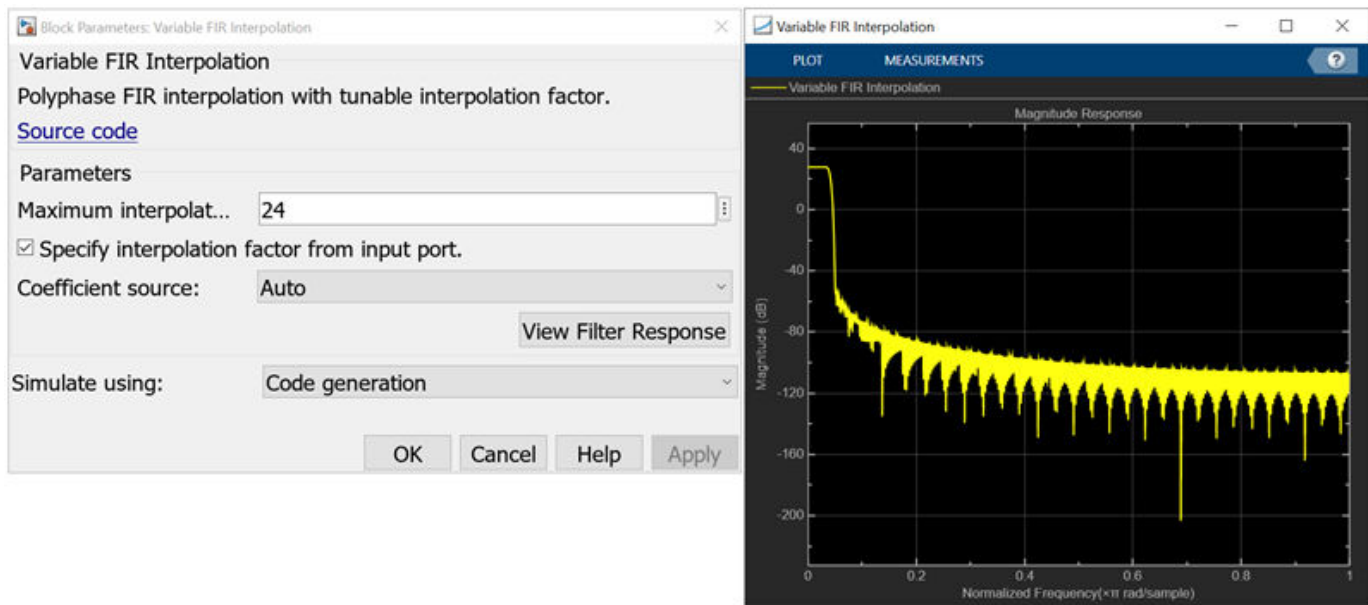 Block Parameters: Variable FIR Interpolation
Variable FIR Interpolation
Polyphase FIR interpolation with tunable interpolation factor.
Source code
Parameters
Maximum interpolat... 24
Specify interpolation factor from input port.
Coefficient source: Auto
View Filter Response
Simulate using: Code generation
OK Cancel Help Apply
Variable FIR Interpolation
PLOT MEASUREMENTS ?
Variable FIR Interpolation
Magnitude Response
Magnitude (dB)
40
0
-40
-80
-120
-160
-200
0 0.2 0.4 0.6 0.8 1
Normalized Frequency(×π rad/sample)